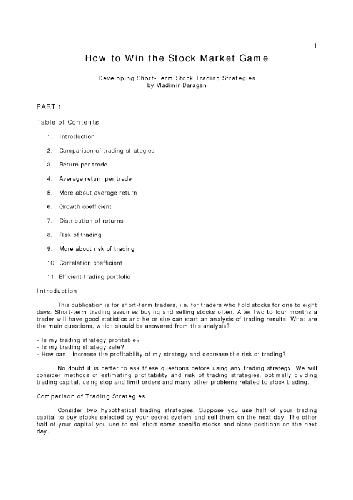 1
How to Win the Stock Market Game
Developing Short-Term Stock Trading Strategies
by Vladimir Daragan
PART 1
Table of Contents
1. Introduction
2. Comparison of trading strategies
3. Return per trade
4. Average return per trade
5. More about average return
6. Growth coefficient
7. Distribution of returns
8. Risk of trading
9. More about risk of trading
10. Correlation coefficient
11. Efficient trading portfolio
Introduction
This publication is for short-term traders, i.e. for traders who hold stocks for one to eight
days. Short-term trading assumes buying and selling stocks often. After two to four months a
trader will have good statistics and he or she can start an analysis of trading results. What are
the main questions, which should be answered from this analysis?
- Is my trading strategy profitable?
- Is my trading strategy safe?
- How can I increase the profitability of my strategy and decrease the risk of trading?
No doubt it is better to ask these questions before using any trading strategy. We will
consider methods of estimating profitability and risk of trading strategies, optimally dividing
trading capital, using stop and limit orders and many other problems related to stock trading.
Comparison of Trading Strategies
Consider two hypothetical trading strategies. Suppose you use half of your trading
capital to buy stocks selected by your secret system and sell them on the next day. The other
half of your capital you use to sell short some specific stocks and close positions on the next
day.